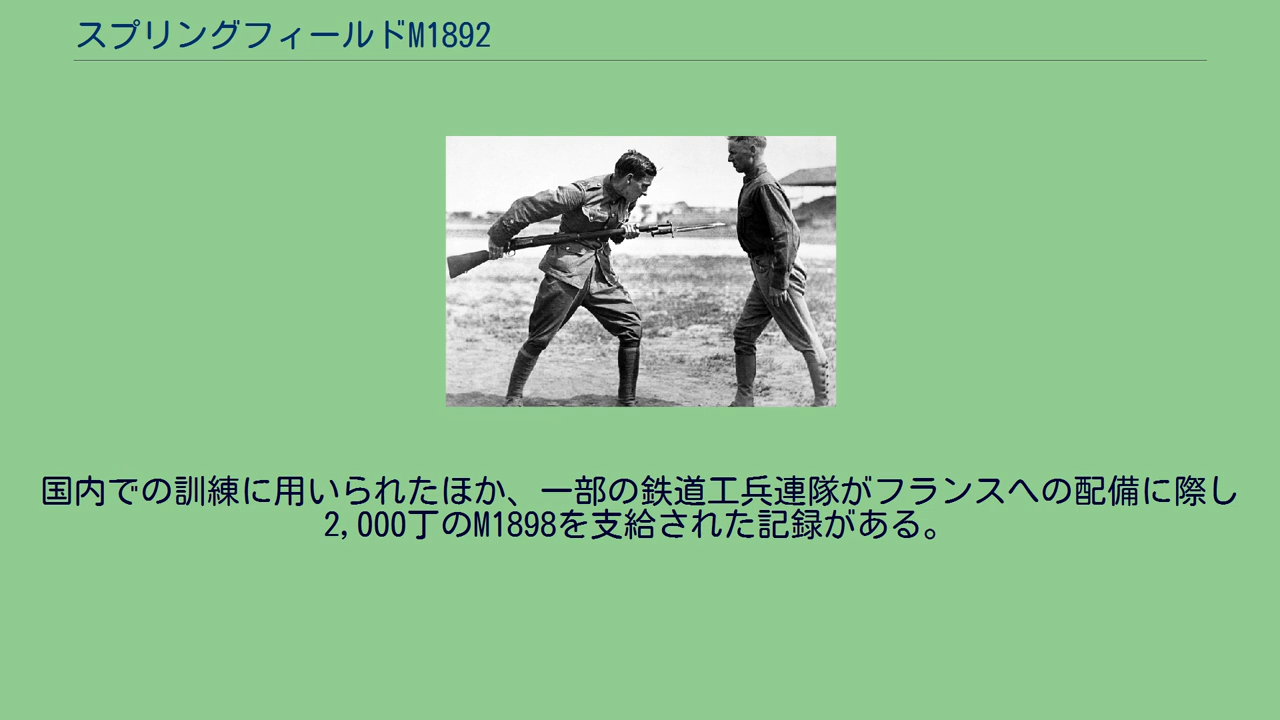 スプリングフィールドM1892
国内での訓練に用いられたほか、一部の鉄道工兵連隊がフランスへの配備に際し
2,000丁のM1898を支給された記録がある。